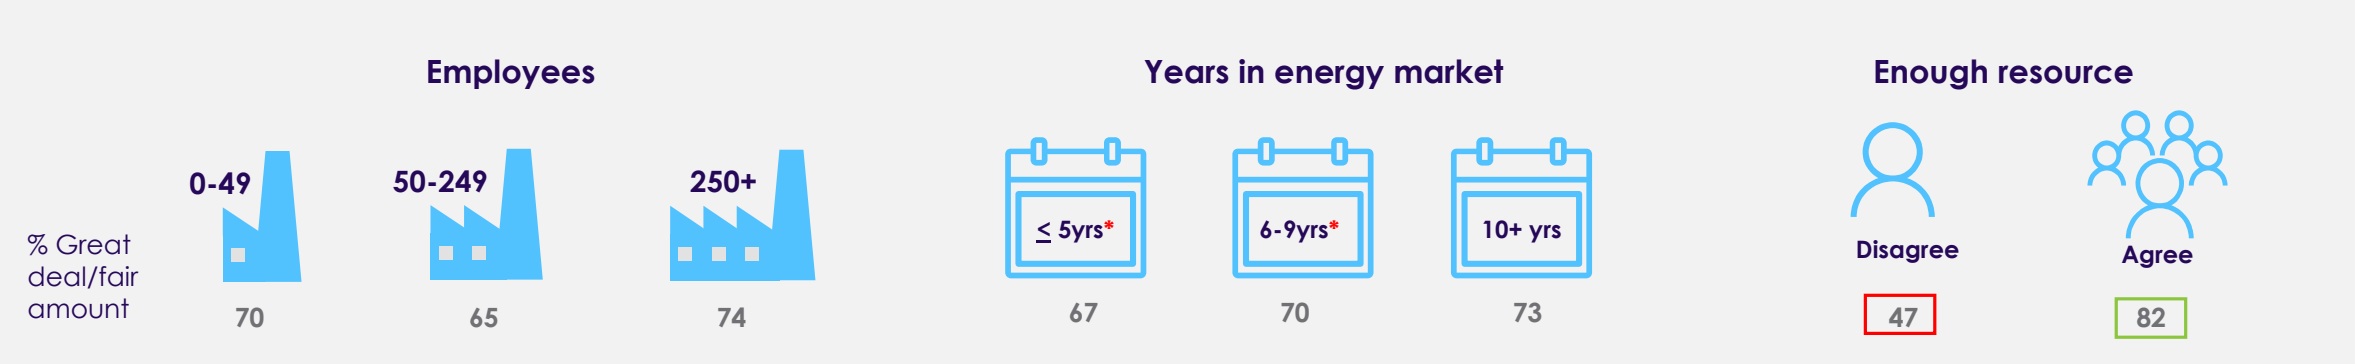 Employees
Years in energy market
Enough resource
0-49
50-249
250+
≤ 5yrs*
6-9yrs*
10+ yrs
Disagree
Agree
% Great
deal/fair
amount
70
65
74
67
70
73
47
82